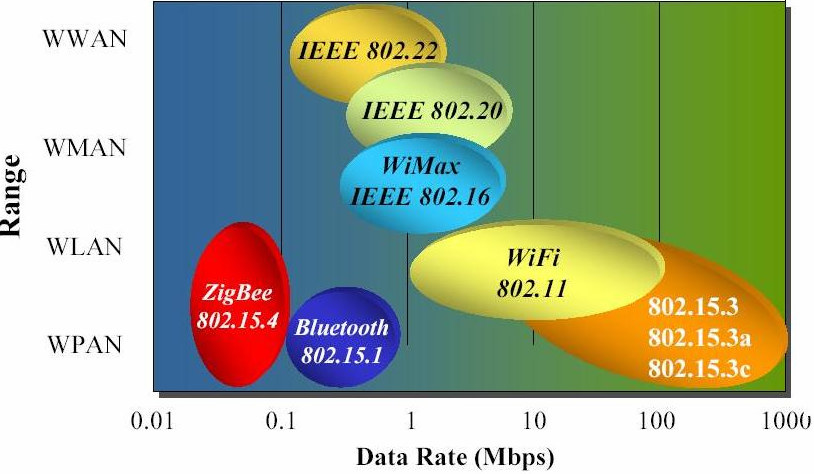 WWAN
IEEE 802.22
IEEE 802.20
WMAN
WiMax
IEEE 802.16
Range
WLAN
WiFi
802.11
ZigBee
802.15.4
802.15.3
Bluetooth
802.15.1
802.15.3a
WPAN
802.15.3c
0.01 0.1 1 10 100 1000
Data Rate (Mbps)